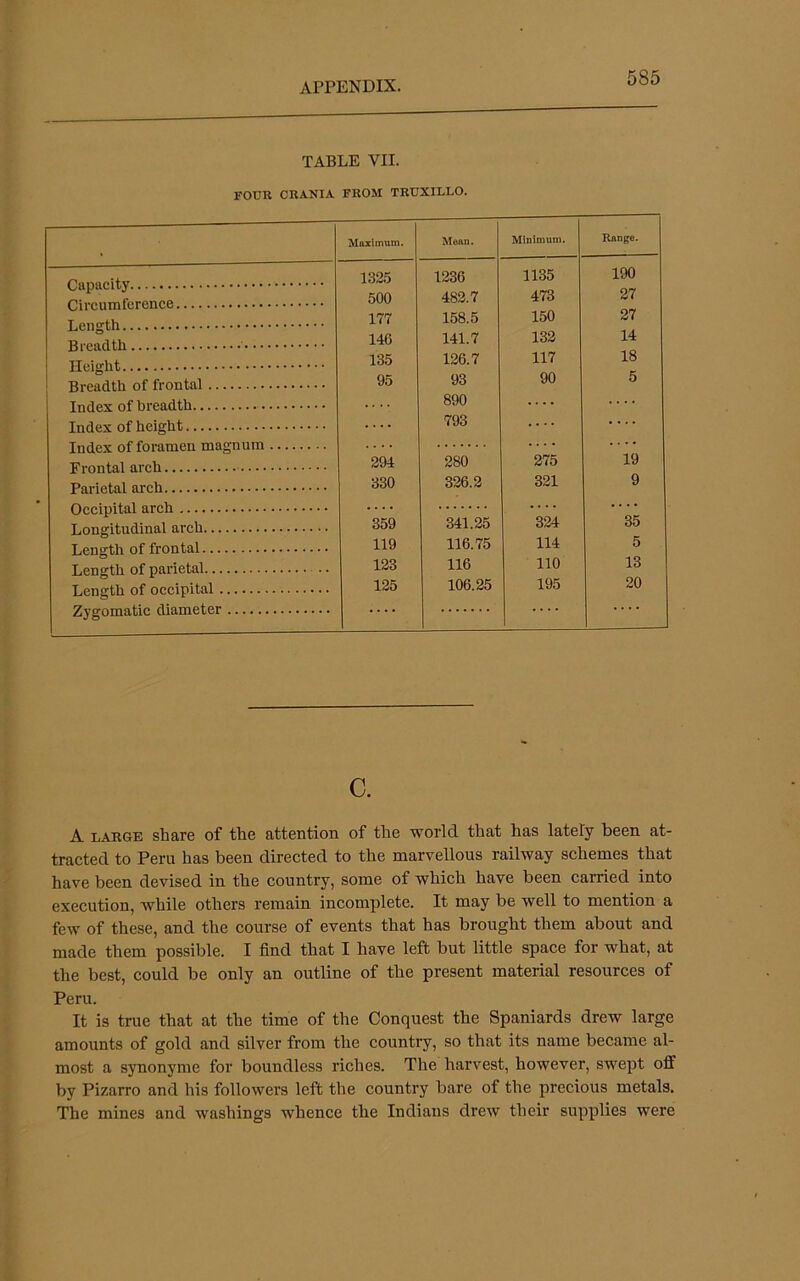 APPENDIX.
585
TABLE VII.
FOUR CRANIA FROM TRUXILLO.
Maximum. Mean. Minimum. Range.
Capacity 1325 1236 1135 190
Circumference 500 482.7 473 27
Length 177 158.5 150 27
Breadth 146 141.7 132 14
Height 135 126.7 117 18
Breadth of frontal 95 93 90 5
Index of breadth .... 890 .... ....
Index of height .... 793 .... ....
Index of foramen magnum .... ....... .... ....
Frontal arch 294 280 275 19
Parietal arch 330 326.2 321 9
Occipital arch .... ....... .... ....
Longitudinal arch 359 341.25 324 35
Length of frontal 119 116.75 114 5
Length of parietal 123 116 110 13
Length of occipital 125 106.25 195 20
Zygomatic diameter .... ....... .... ....
C.
A LARGE share of the attention of the world that has lately been at-
tracted to Peru has been directed to the marvellous railway schemes that
have been devised in the country, some of which have been carried into
execution, while others remain incomplete. It may be well to mention a
few of these, and the course of events that has brought them about and
made them possible. I find that I have left but little space for what, at
the best, could be only an outline of the present material resources of
Peru.
It is true that at the time of the Conquest the Spaniards drew large
amounts of gold and silver from the country, so that its name became al-
most a synonyme for boundless riches. The harvest, however, swept off
by Pizarro and his followers left the country bare of the precious metals.
The mines and washings whence the Indians drew their supplies were